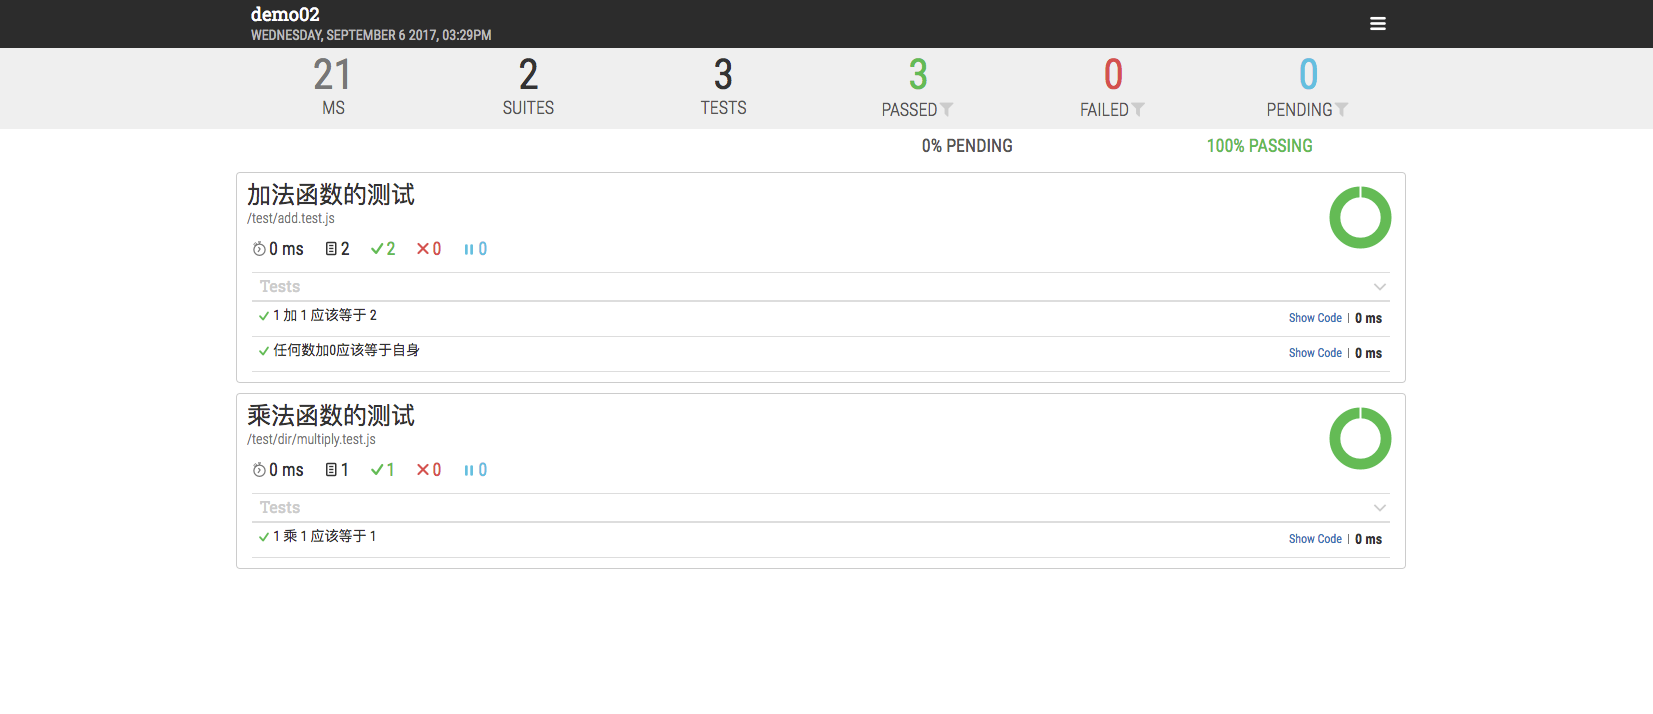 demo02
WEDNESDAY, SEPTEMBER 6 2017, 03:29PM
21 2 3 3 0 0
MS SUITES TESTS PASSED FAILED PENDING
0% PENDING 100% PASSING
加法函数的测试
/test/add.test.js
0 ms 2 2 0 0
Tests
1 加 1 应该等于 2 Show Code | 0 ms
任何数加0应该等于自身 Show Code | 0 ms
乘法函数的测试
/test/dir/multiply.test.js
0 ms 1 1 0 0
Tests
1 乘 1 应该等于 1 Show Code | 0 ms